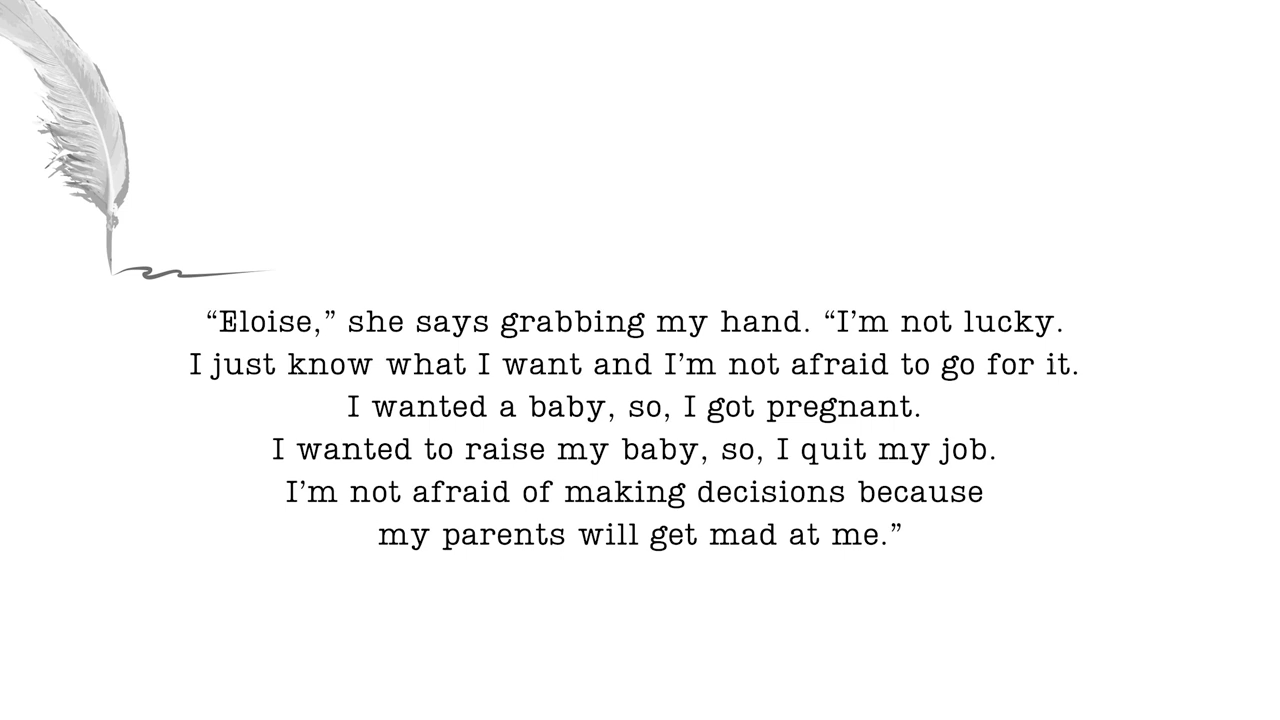 “Eloise,” she says grabbing my hand. “I’m not lucky.
I just know what I want and I’m not afraid to go for it.
I wanted a baby, so, I got pregnant.
I wanted to raise my baby, so, I quit my job.
I’m not afraid of making decisions because
my parents will get mad at me.”